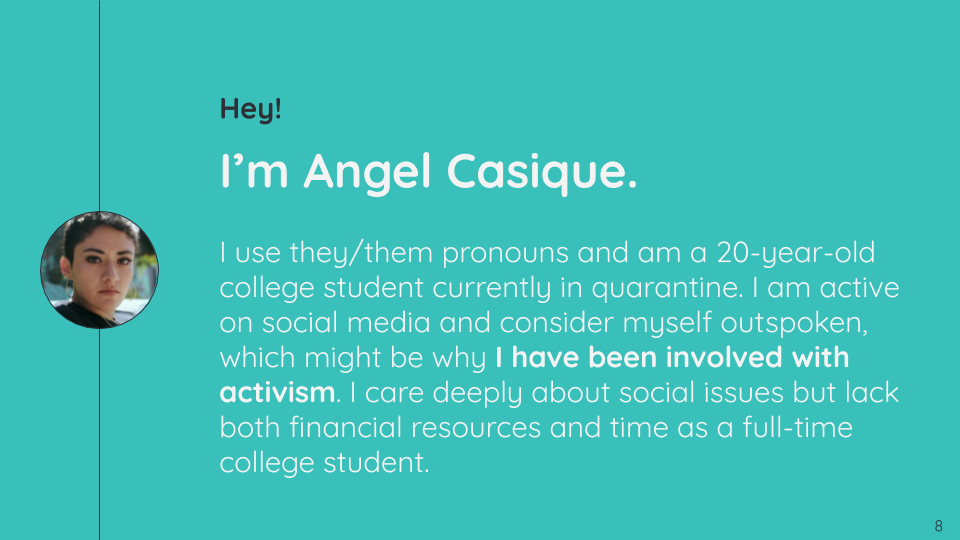 Hey!
I’m Angel Casique.
I use they/them pronouns and am a 20-year-old
college student currently in quarantine. I am active
on social media and consider myself outspoken,
which might be why I have been involved with
activism. I care deeply about social issues but lack
both financial resources and time as a full-time
college student.
8